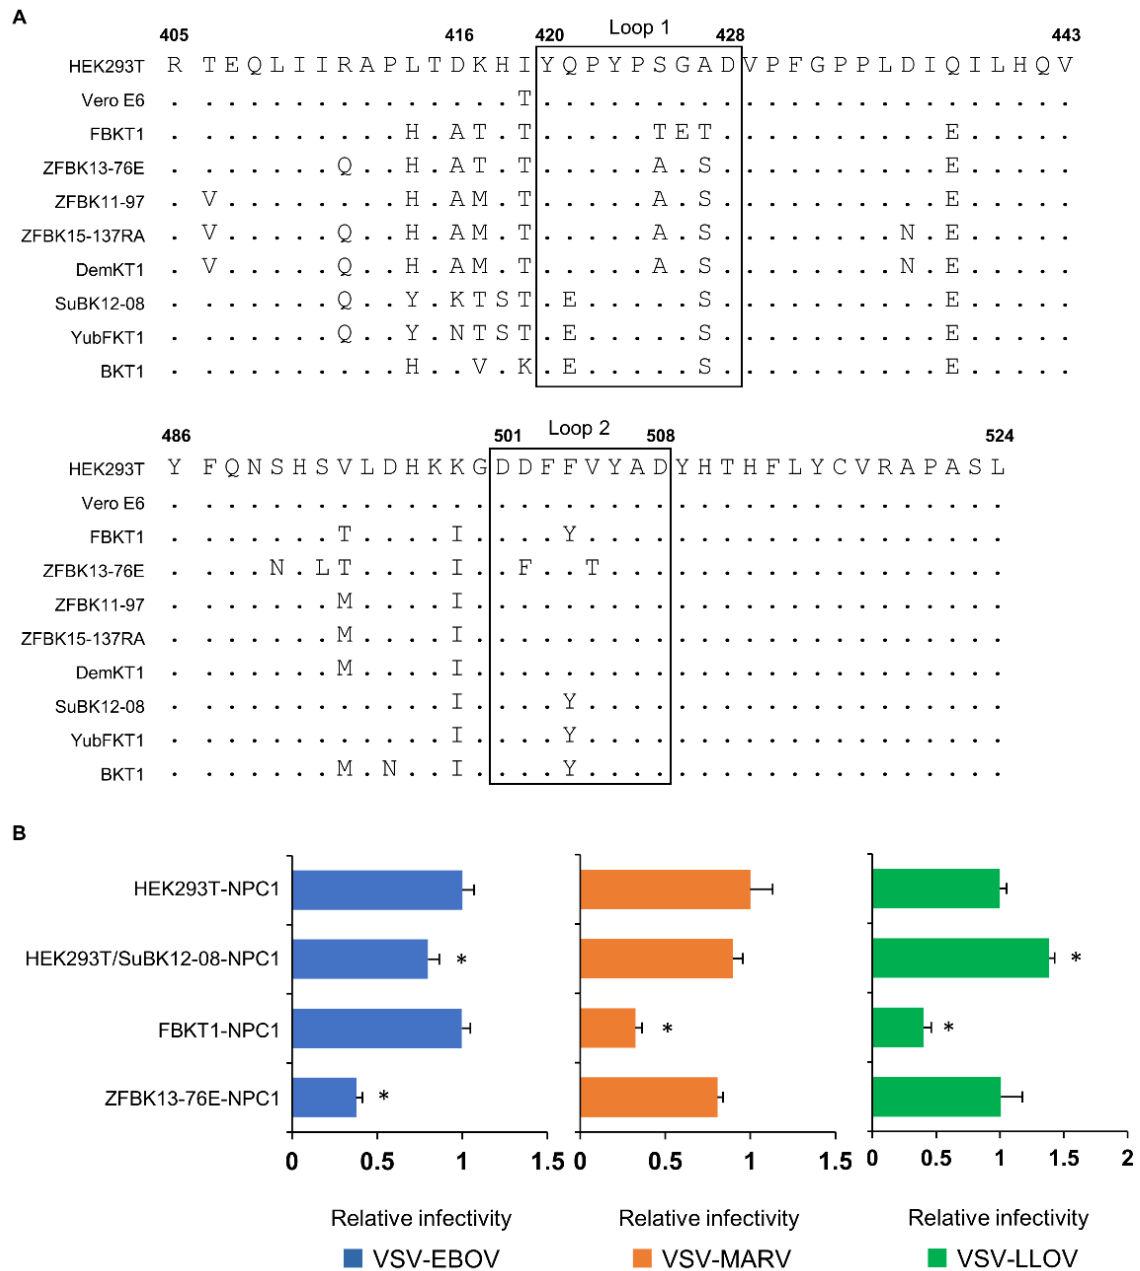 A
405 416 420 Loop 1 428 443
HEK293T R T E Q L I I R A P L T D K H I Y Q P Y P S G A D V P F G P P L D I Q I L H Q V
Vero E6 . . . . . . . . . . . . . . . T . . . . . . . . . . . . . . . . . . . . . . . .
FBKT1 . . . . . . . . . . H . A T . T . . . . . T E T . . . . . . . . . . E . . . . .
ZFBK13-76E . . . . . . . Q . . H . A T . T . . . . . A . S . . . . . . . . . . E . . . . .
ZFBK11-97 . V . . . . . . . . H . A M . T . . . . . A . S . . . . . . . . . . E . . . . .
ZFBK15-137RA . V . . . . . Q . . H . A M . T . . . . . A . S . . . . . . . . N . E . . . . .
DemKT1 . V . . . . . Q . . H . A M . T . . . . . A . S . . . . . . . . N . E . . . . .
SuBK12-08 . . . . . . . Q . . Y . K T S T . E . . . . . S . . . . . . . . . . E . . . . .
YubFKT1 . . . . . . . Q . . Y . N T S T . E . . . . . S . . . . . . . . . . E . . . . .
BKT1 . . . . . . . . . . H . . V . K . E . . . . . S . . . . . . . . . . E . . . . .
486 501 Loop 2 508 524
HEK293T Y F Q N S H S V L D H K K G D D F F V Y A D Y H T H F L Y C V R A P A S L
Vero E6 . . . . . . . . . . . . . . . . . . . . . . . . . . . . . . . . . . . . .
FBKT1 . . . . . . . T . . . . I . . . . Y . . . . . . . . . . . . . . . . . . .
ZFBK13-76E . . . . N . L T . . . . I . . F . . T . . . . . . . . . . . . . . . . . .
ZFBK11-97 . . . . . . . M . . . . I . . . . . . . . . . . . . . . . . . . . . . . .
ZFBK15-137RA . . . . . . . M . . . . I . . . . . . . . . . . . . . . . . . . . . . . .
DemKT1 . . . . . . . M . . . . I . . . . . . . . . . . . . . . . . . . . . . . .
SuBK12-08 . . . . . . . . . . . . I . . . . Y . . . . . . . . . . . . . . . . . . .
YubFKT1 . . . . . . . . . . . . I . . . . Y . . . . . . . . . . . . . . . . . . .
BKT1 . . . . . . . M . N . . I . . . . Y . . . . . . . . . . . . . . . . . . .
B
HEK293T-NPC1
HEK293T/SuBK12-08-NPC1 * *
FBKT1-NPC1 * *
ZFBK13-76E-NPC1 *
0 0.5 1 1.5 0 0.5 1 1.5 0 0.5 1 1.5 2
Relative infectivity Relative infectivity Relative infectivity
VSV-EBOV VSV-MARV VSV-LLOV